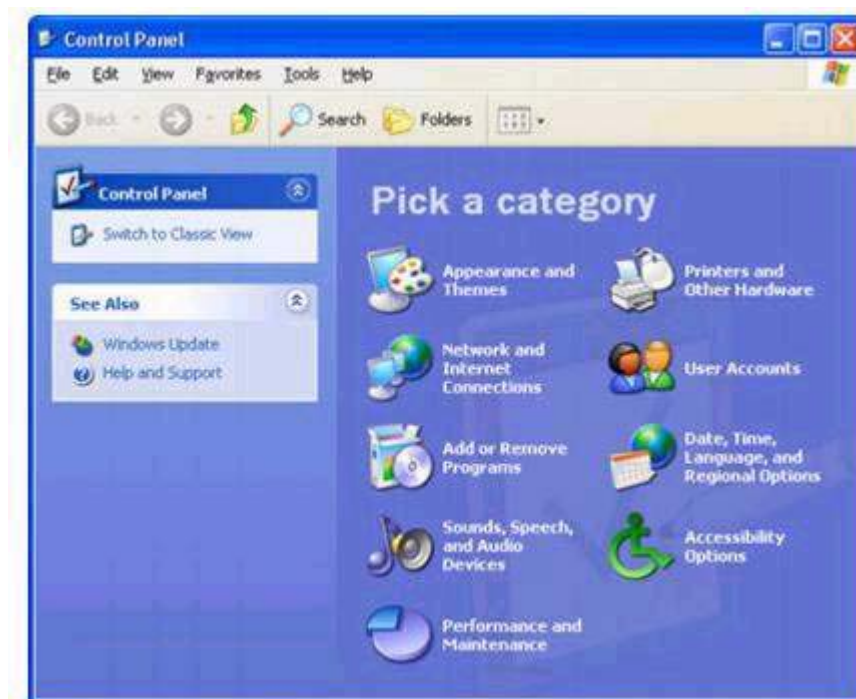 Control Panel
File Edit View Favorites Tools Help
Back Search Folders
Control Panel
Switch to Classic View
See Also
Windows Update
Help and Support
Pick a category
Appearance and
Themes
Printers and
Other Hardware
Network and
Internet
Connections
User Accounts
Add or Remove
Programs
Date, Time,
Language, and
Regional Options
Sounds, Speech,
and Audio
Devices
Accessibility
Options
Performance and
Maintenance